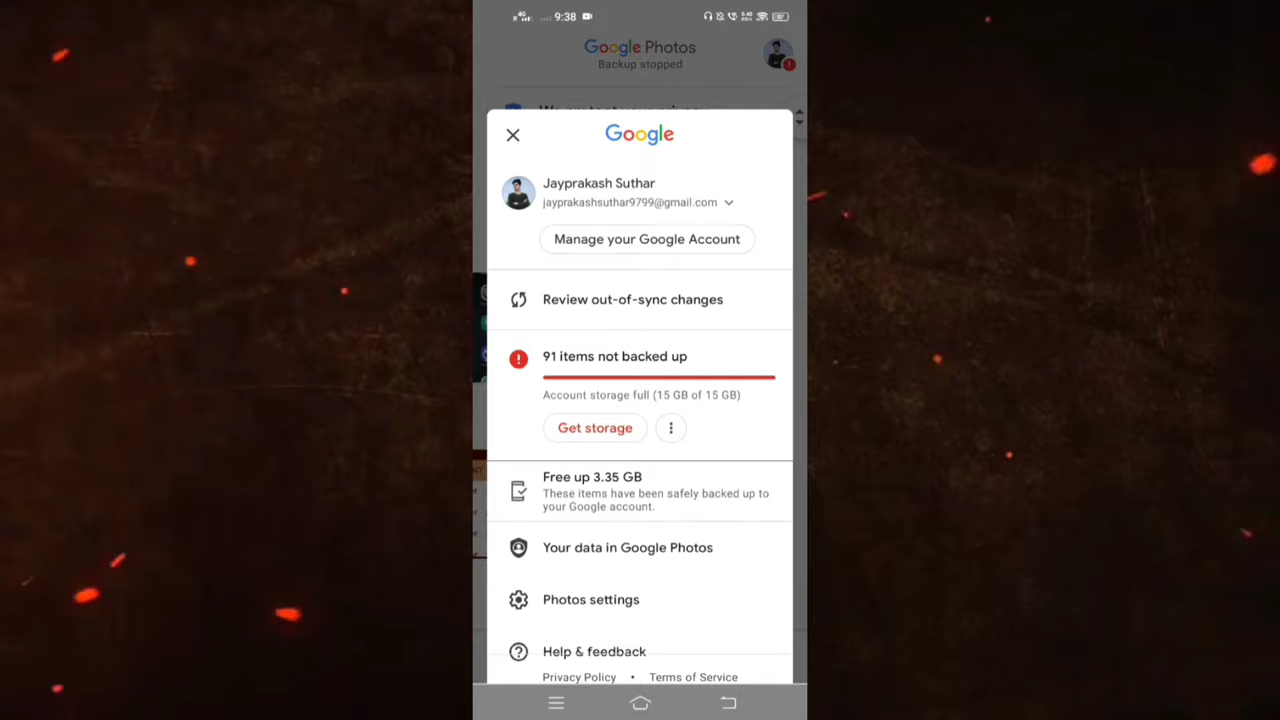 4G 9:38
Google Photos
Backup stopped
Google
Jayprakash Suthar
jayprakashsuthar9799@gmail.com
Manage your Google Account
Review out-of-sync changes
91 items not backed up
Account storage full (15 GB of 15 GB)
Get storage
Free up 3.35 GB
These items have been safely backed up to
your Google account.
Your data in Google Photos
Photos settings
Help & feedback
Privacy Policy • Terms of Service